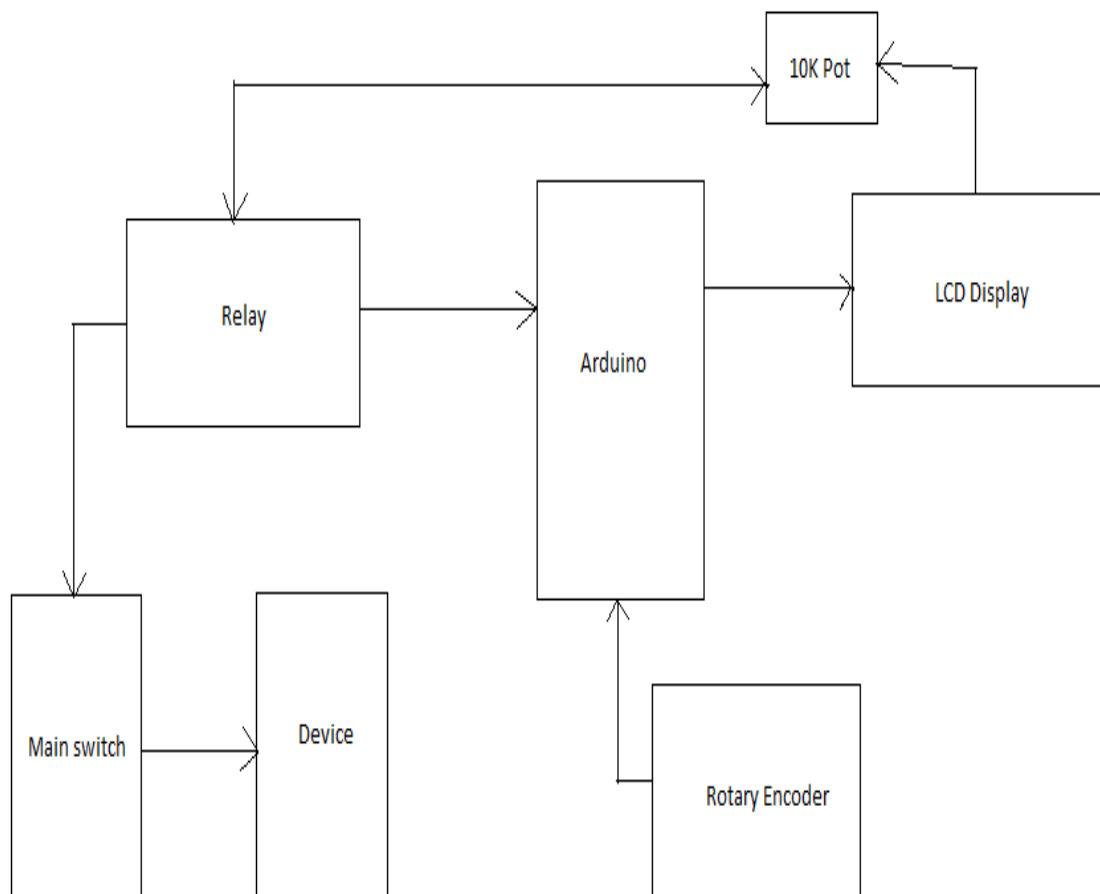 10K Pot
Relay
LCD Display
Arduino
Main switch
Device
Rotary Encoder